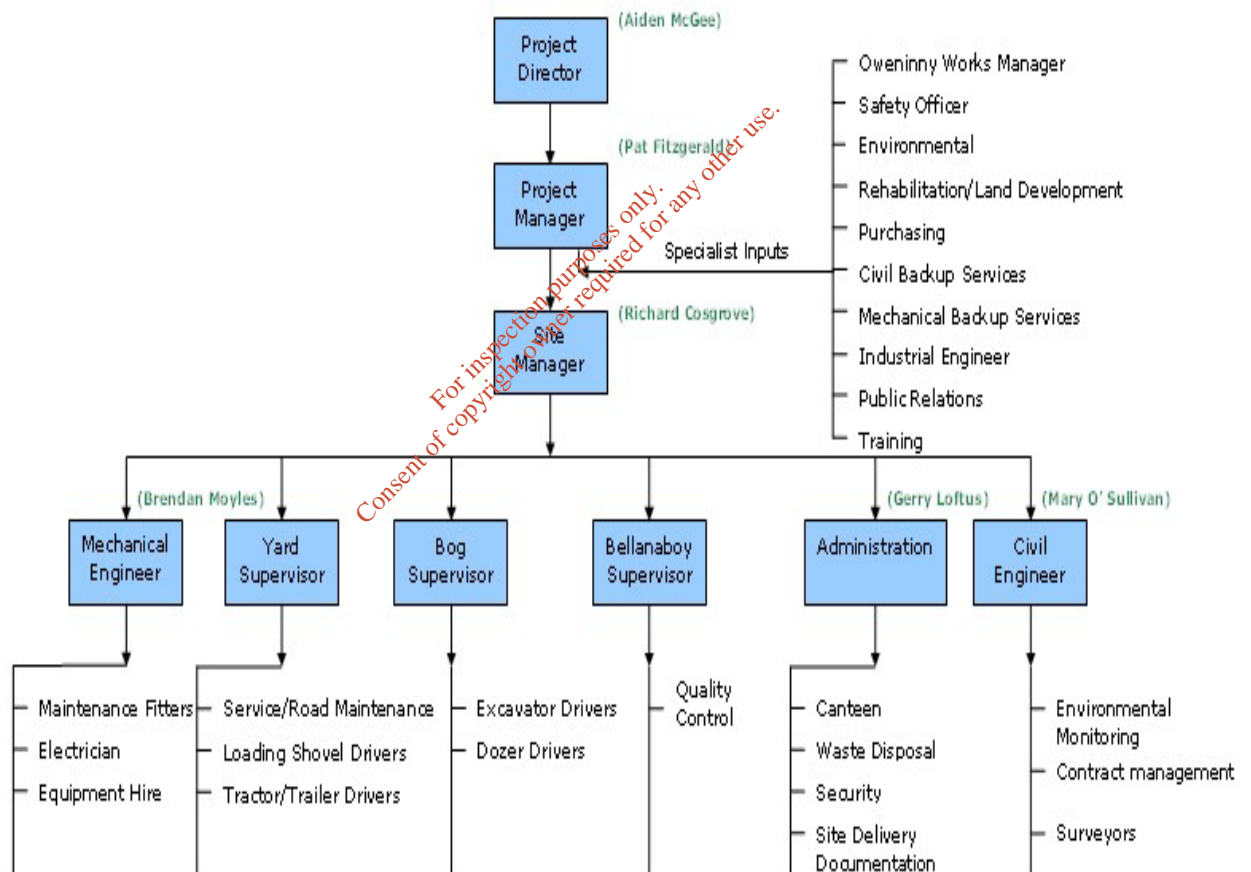 (Aiden McGee)
Project
Director
(Pat Fitzgerald)
Project
Manager
Specialist Inputs
Oweninny Works Manager
Safety Officer
Environmental
Rehabilitation/Land Development
Purchasing
Civil Backup Services
Mechanical Backup Services
Industrial Engineer
Public Relations
Training
(Richard Cosgrove)
Site
Manager
For inspection purposes only.
Consent of copyright owner required for any other use.
(Brendan Moyles)
(Gerry Loftus)
(Mary O' Sullivan)
Mechanical
Engineer
Yard
Supervisor
Bog
Supervisor
Bellanaboy
Supervisor
Administration
Civil
Engineer
Maintenance Fitters
Electrician
Equipment Hire
Service/Road Maintenance
Loading Shovel Drivers
Tractor/Trailer Drivers
Excavator Drivers
Dozer Drivers
Quality
Control
Canteen
Waste Disposal
Security
Site Delivery
Documentation
Environmental
Monitoring
Contract management
Surveyors